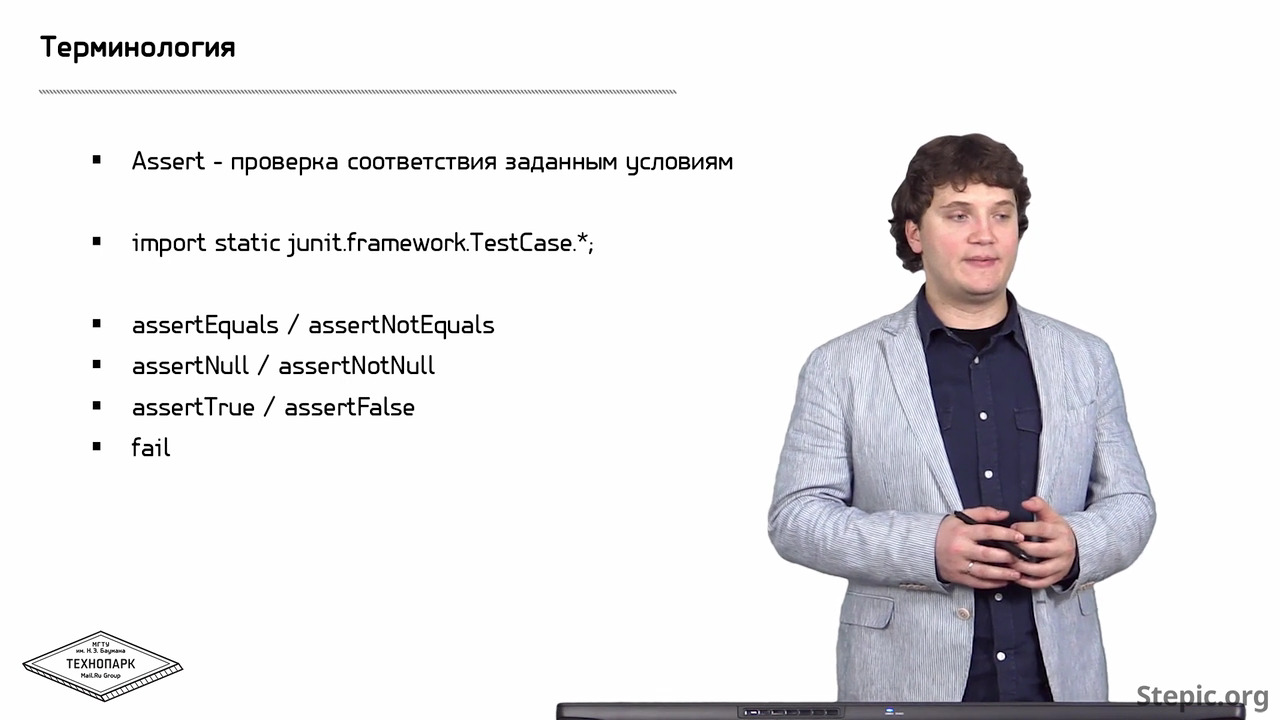 Терминология
Assert - проверка соответствия заданным условиям
import static junit.framework.TestCase.*;
assertEquals / assertNotEquals
assertNull / assertNotNull
assertTrue / assertFalse
fail
МГТУ
им. Н.Э. Баумана
ТЕХНОПАРК
Mail.Ru Group
Stepic.org